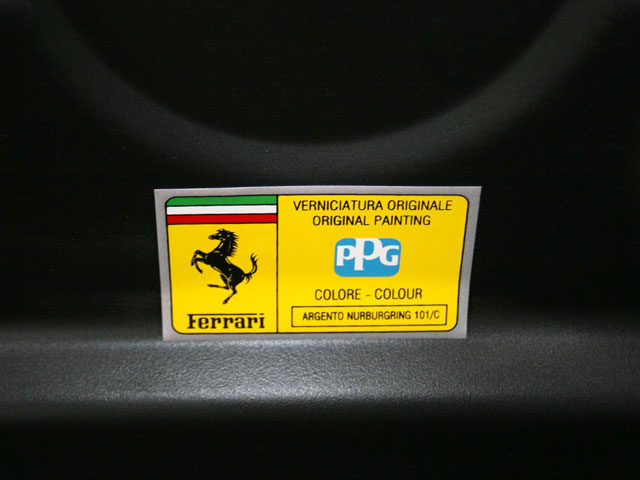 VERNICIATURA ORIGINALE
ORIGINAL PAINTING
PPG
COLORE - COLOUR
ARGENTO NURBURGRING 101/C
Ferrari